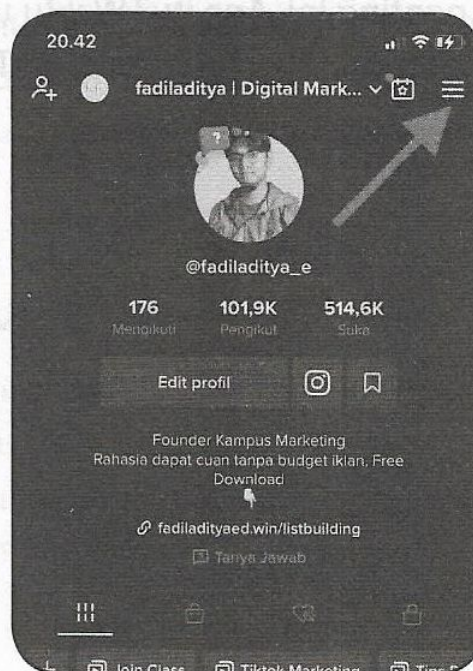 20.42
fadiladitya | Digital Mark...
?
@fadiladitya_e
176 101,9K 514,6K
Mengikuti Pengikut Suka
Edit profil
Founder Kampus Marketing
Rahasia dapat cuan tanpa budget iklan, Free
Download
fadiladityaed.win/listbuilding
Tanya Jawab
Join Class Tiktok Marketing Tips